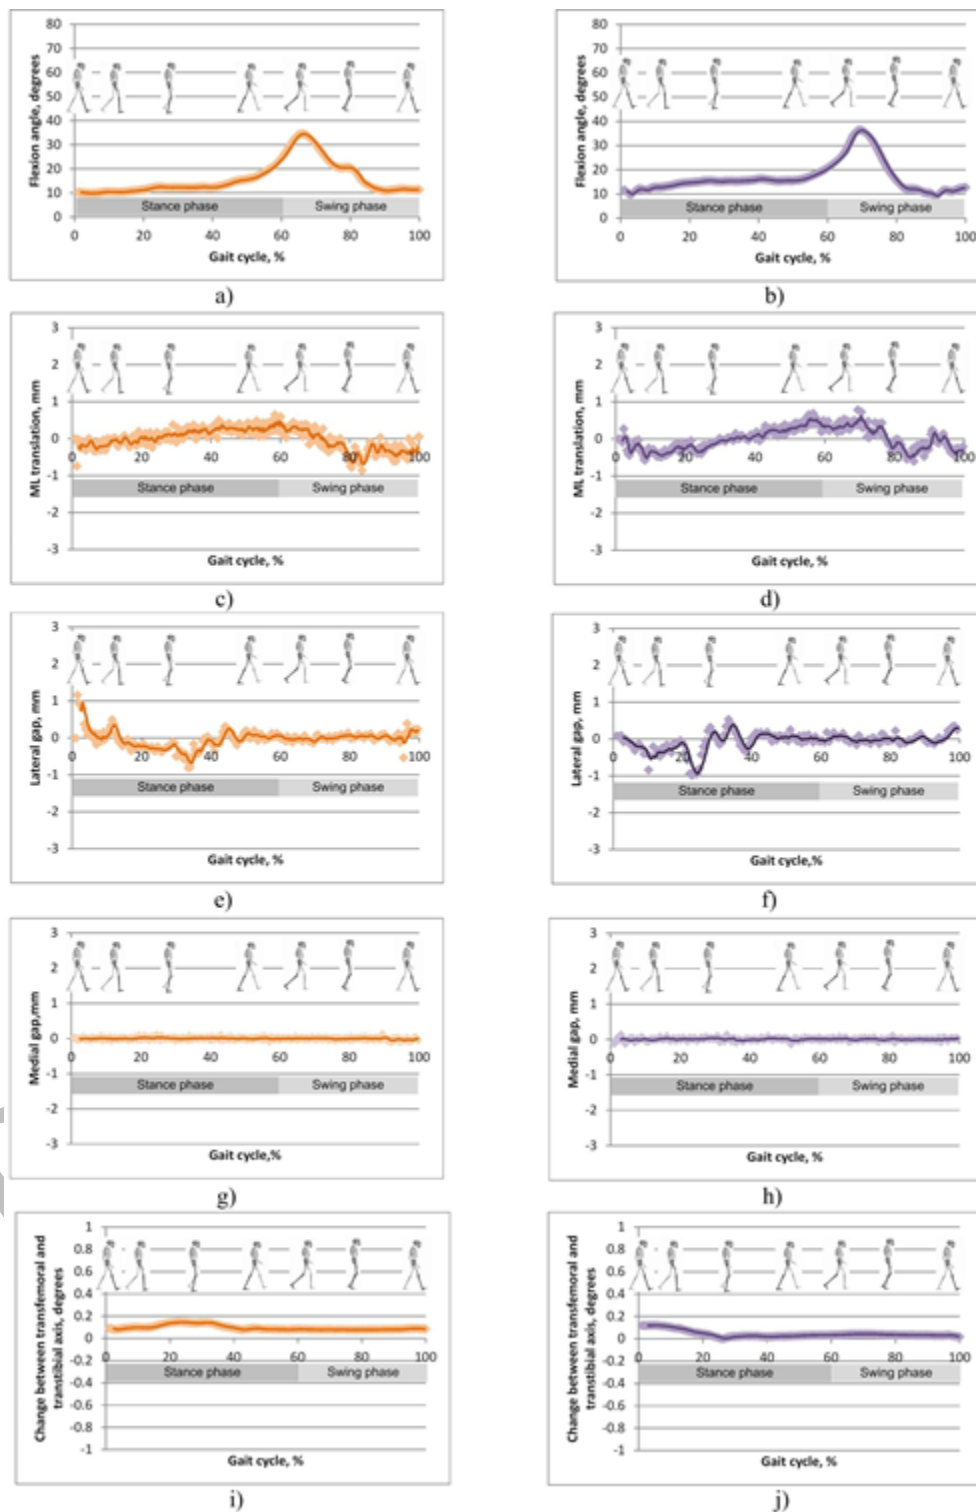 Flexion angle, degrees
80
70
60
50
40
30
20
10
0
Stance phase Swing phase
0 20 40 60 80 100
Gait cycle, %
a)
Flexion angle, degrees
80
70
60
50
40
30
20
10
0
Stance phase Swing phase
0 20 40 60 80 100
Gait cycle, %
b)
ML translation, mm
3
2
1
0
-1
-2
-3
0 20 40 60 80 100
Stance phase Swing phase
Gait cycle, %
c)
ML translation, mm
3
2
1
0
-1
-2
-3
0 20 40 60 80 100
Stance phase Swing phase
Gait cycle, %
d)
Lateral gap, mm
3
2
1
0
-1
-2
-3
0 20 40 60 80 100
Stance phase Swing phase
Gait cycle, %
e)
Lateral gap, mm
3
2
1
0
-1
-2
-3
0 20 40 60 80 100
Stance phase Swing phase
Gait cycle,%
f)
Medial gap,mm
3
2
1
0
-1
-2
-3
0 20 40 60 80 100
Stance phase Swing phase
Gait cycle,%
g)
Medial gap, mm
3
2
1
0
-1
-2
-3
0 20 40 60 80 100
Stance phase Swing phase
Gait cycle, %
h)
Change between transfemoral and
transtibial axis, degrees
1
0.8
0.6
0.4
0.2
0
-0.2
-0.4
-0.6
-0.8
-1
0 20 40 60 80 100
Stance phase Swing phase
Gait cycle, %
i)
Change between transfemoral and
transtibial axis, degrees
1
0.8
0.6
0.4
0.2
0
-0.2
-0.4
-0.6
-0.8
-1
0 20 40 60 80 100
Stance phase Swing phase
Gait cycle, %
j)